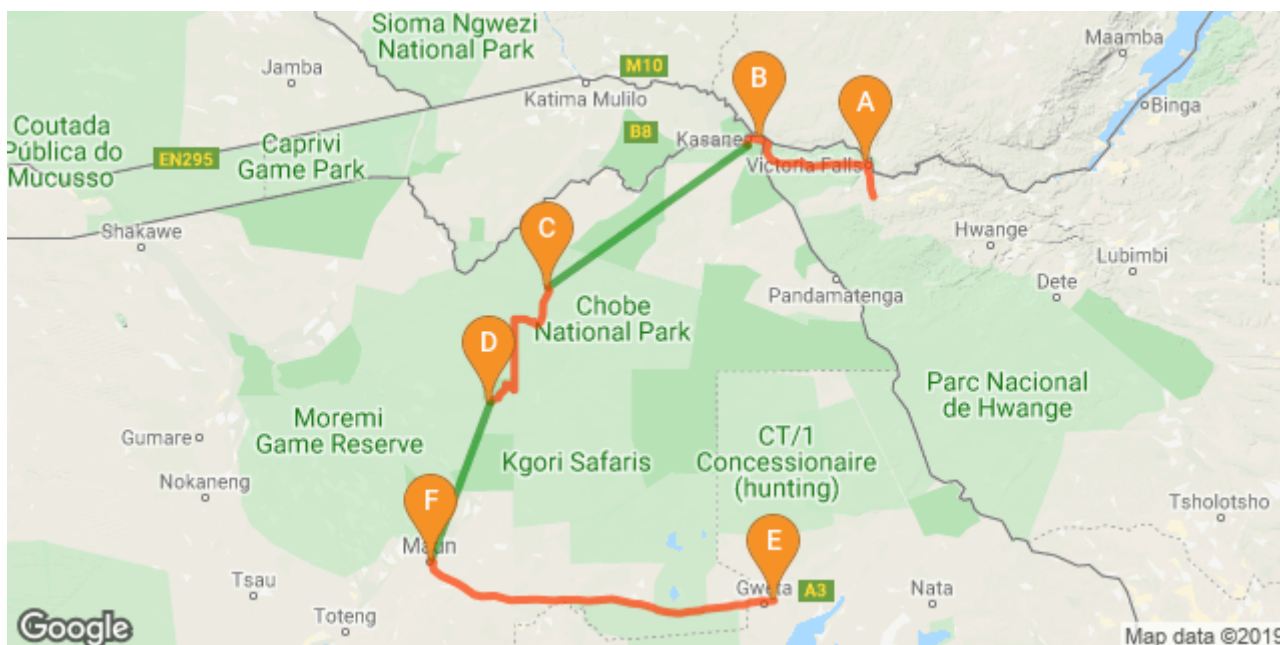 Sioma Ngwezi
National Park
Jamba
M10
Katima Mulilo
Maamba
Binga
B
A
Coutada
Pública do
Mucusso
EN295
Caprivi
Game Park
B8
Kasane
Victoria Falls
Shakawe
C
Hwange
Lubimbi
Dete
Pandamatenga
Chobe
National Park
D
Parc Nacional
de Hwange
Moremi
Game Reserve
Gumare
Nokaneng
Kgori Safaris
CT/1
Concessionaire
(hunting)
Tsholotsho
F
Maun
E
Tsau
Toteng
Gweta
A3
Nata
Google
Map data ©2019